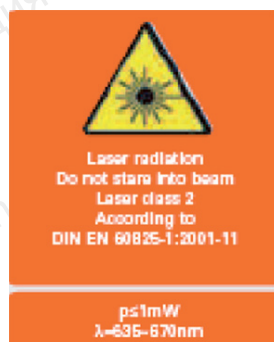 Laser radiation
Do not stare into beam
Laser class 2
According to
DIN EN 60825-1:2001-11
p≤1mW
λ=635-670nm